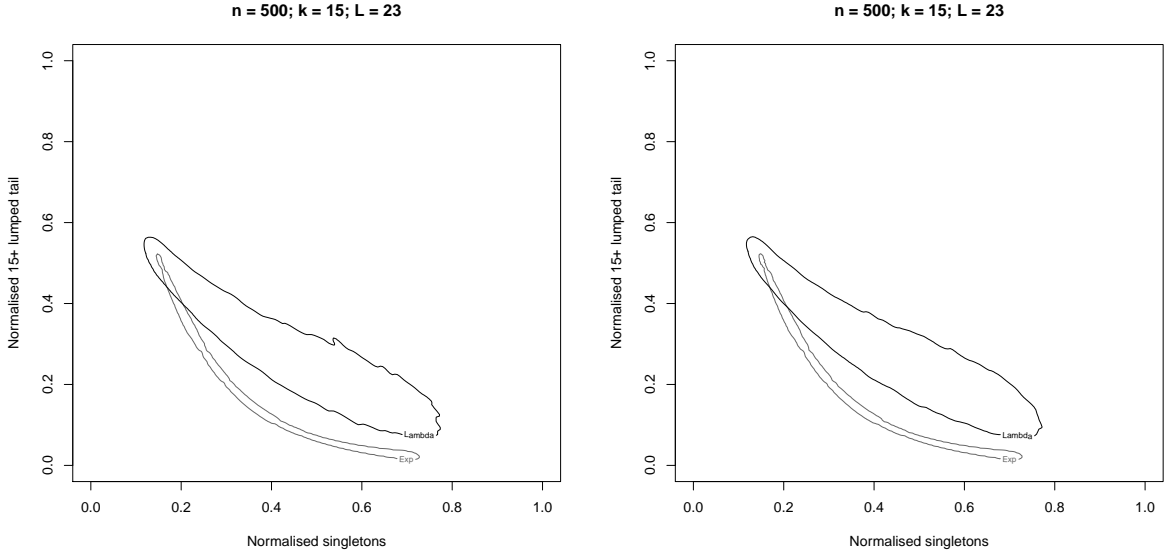 n = 500; k = 15; L = 23
Normalised 15+ lumped tail
1.0
0.8
0.6
0.4
0.2
0.0
Lambda
Exp
0.0 0.2 0.4 0.6 0.8 1.0
Normalised singletons
n = 500; k = 15; L = 23
Normalised 15+ lumped tail
1.0
0.8
0.6
0.4
0.2
0.0
Lambda
Exp
0.0 0.2 0.4 0.6 0.8 1.0
Normalised singletons